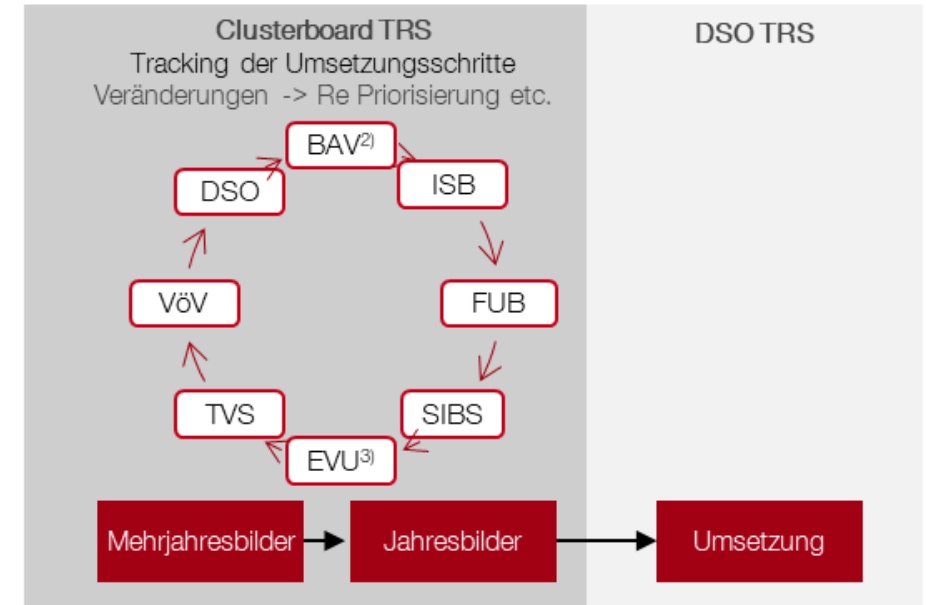 Clusterboard TRS
Tracking der Umsetzungsschritte
Veränderungen -> Re Priorisierung etc.
DSO TRS
BAV2)
ISB
FUB
SIBS
EVU3)
TVS
VöV
DSO
Mehrjahresbilder
Jahresbilder
Umsetzung